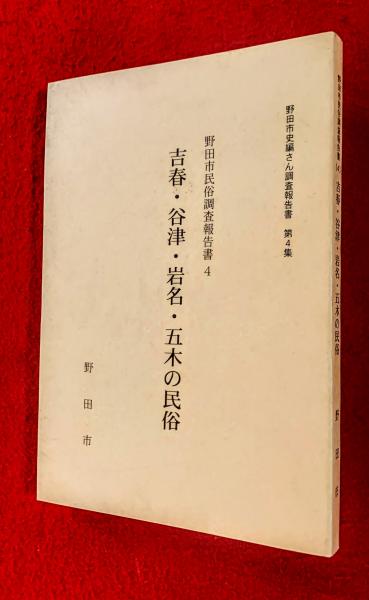 野田市史編さん調査報告書 第4集
野田市民俗調査報告書4
吉春・谷津・岩名・五木の民俗
野田市
野田市民俗調査報告書(4) 吉春・谷津・岩名・五木の民俗 野田市